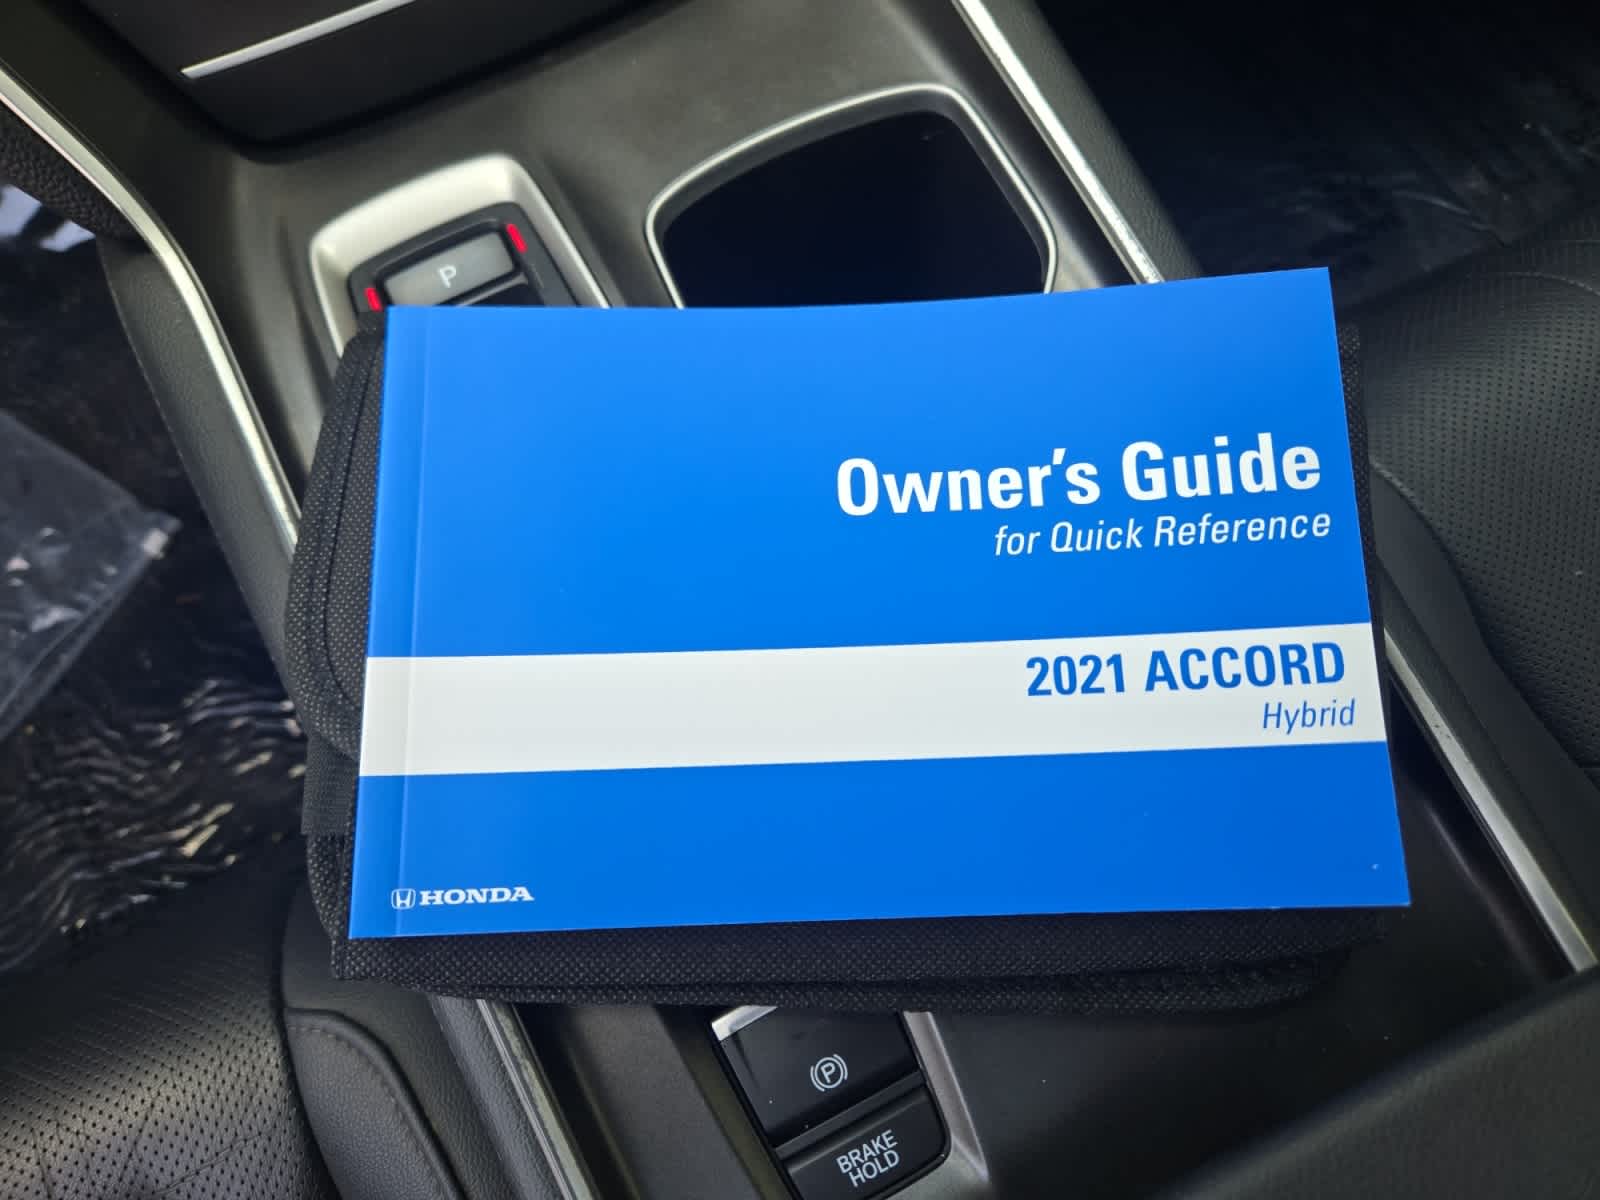 P
Owner's Guide
for Quick Reference
2021 ACCORD
Hybrid
HONDA
P
BRAKE
HOLD